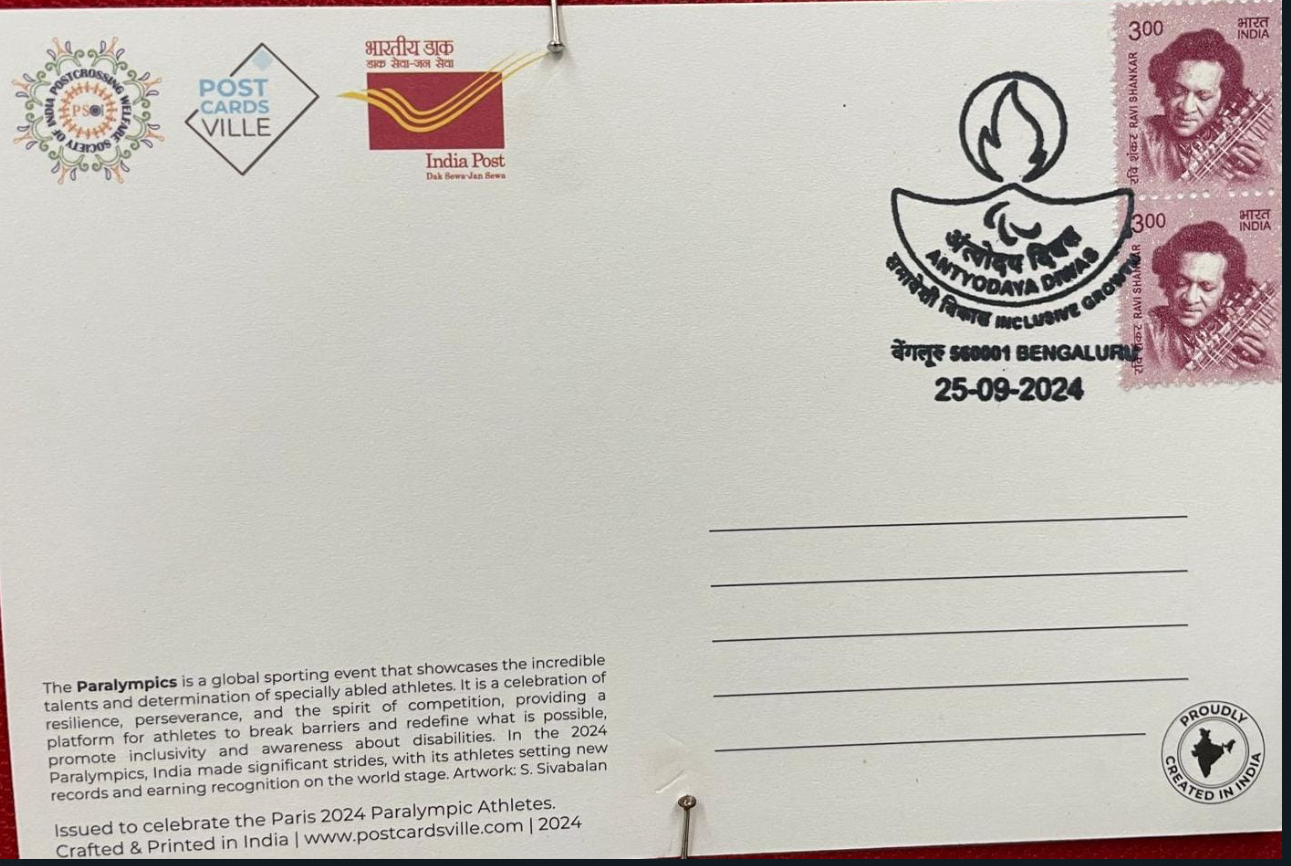 POSTCROSSING WELFARE SOCIETY OF INDIA
PSOI
POST
CARDS
VILLE
भारतीय डाक
डाक सेवा-जन सेवा
India Post
Dak Sewa-Jan Sewa
3.00
भारत
INDIA
रवि शंकर RAVI SHANKAR
3.00
भारत
INDIA
रवि शंकर RAVI SHANKAR
अंत्योदय दिवस
ANTYODAYA DIWAS
समावेशी विकास INCLUSIVE GROWTH
बेंगलूरु 560001 BENGALURU
25-09-2024
The Paralympics is a global sporting event that showcases the incredible
talents and determination of specially abled athletes. It is a celebration of
resilience, perseverance, and the spirit of competition, providing a
platform for athletes to break barriers and redefine what is possible,
promote inclusivity and awareness about disabilities. In the 2024
Paralympics, India made significant strides, with its athletes setting new
records and earning recognition on the world stage. Artwork: S. Sivabalan
Issued to celebrate the Paris 2024 Paralympic Athletes.
Crafted & Printed in India | www.postcardsville.com | 2024
PROUDLY
CREATED IN INDIA